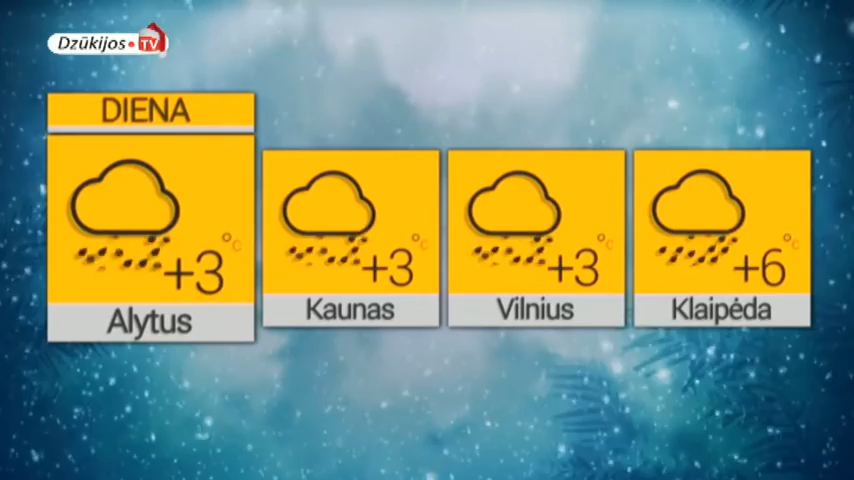 Dzūkijos TV
DIENA
+3°C
Alytus
+3°C
Kaunas
+3°C
Vilnius
+6°C
Klaipėda